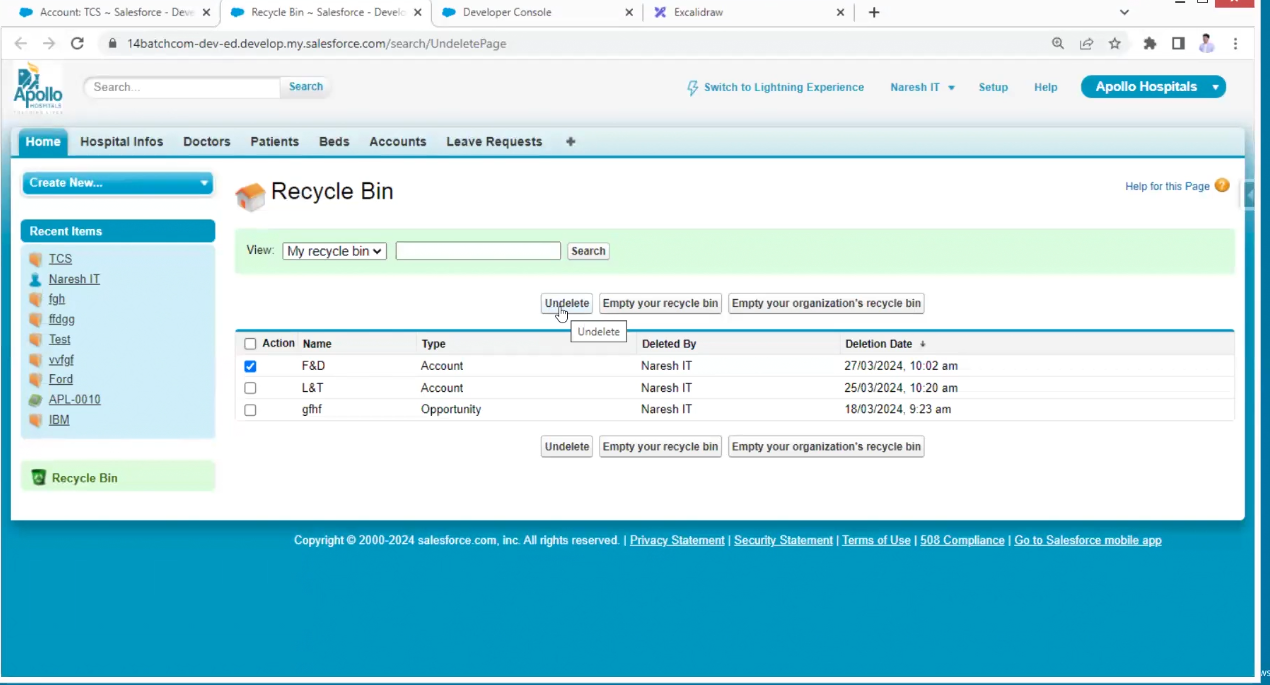 Account: TCS ~ Salesforce - Deve
Recycle Bin ~ Salesforce - Develo
Developer Console
Excalidraw
14batchcom-dev-ed.develop.my.salesforce.com/search/UndeletePage
Apollo
HOSPITALS
Search...
Search
Switch to Lightning Experience
Naresh IT
Setup
Help
Apollo Hospitals
Home
Hospital Infos
Doctors
Patients
Beds
Accounts
Leave Requests
Create New...
Recent Items
TCS
Naresh IT
fgh
ffdgg
Test
vvfgf
Ford
APL-0010
IBM
Recycle Bin
Recycle Bin
Help for this Page
View: My recycle bin Search
Undelete Empty your recycle bin Empty your organization's recycle bin
Undelete
Action Name Type Deleted By Deletion Date
F&D Account Naresh IT 27/03/2024, 10:02 am
L&T Account Naresh IT 25/03/2024, 10:20 am
gfhf Opportunity Naresh IT 18/03/2024, 9:23 am
Undelete Empty your recycle bin Empty your organization's recycle bin
Copyright © 2000-2024 salesforce.com, inc. All rights reserved. | Privacy Statement | Security Statement | Terms of Use | 508 Compliance | Go to Salesforce mobile app